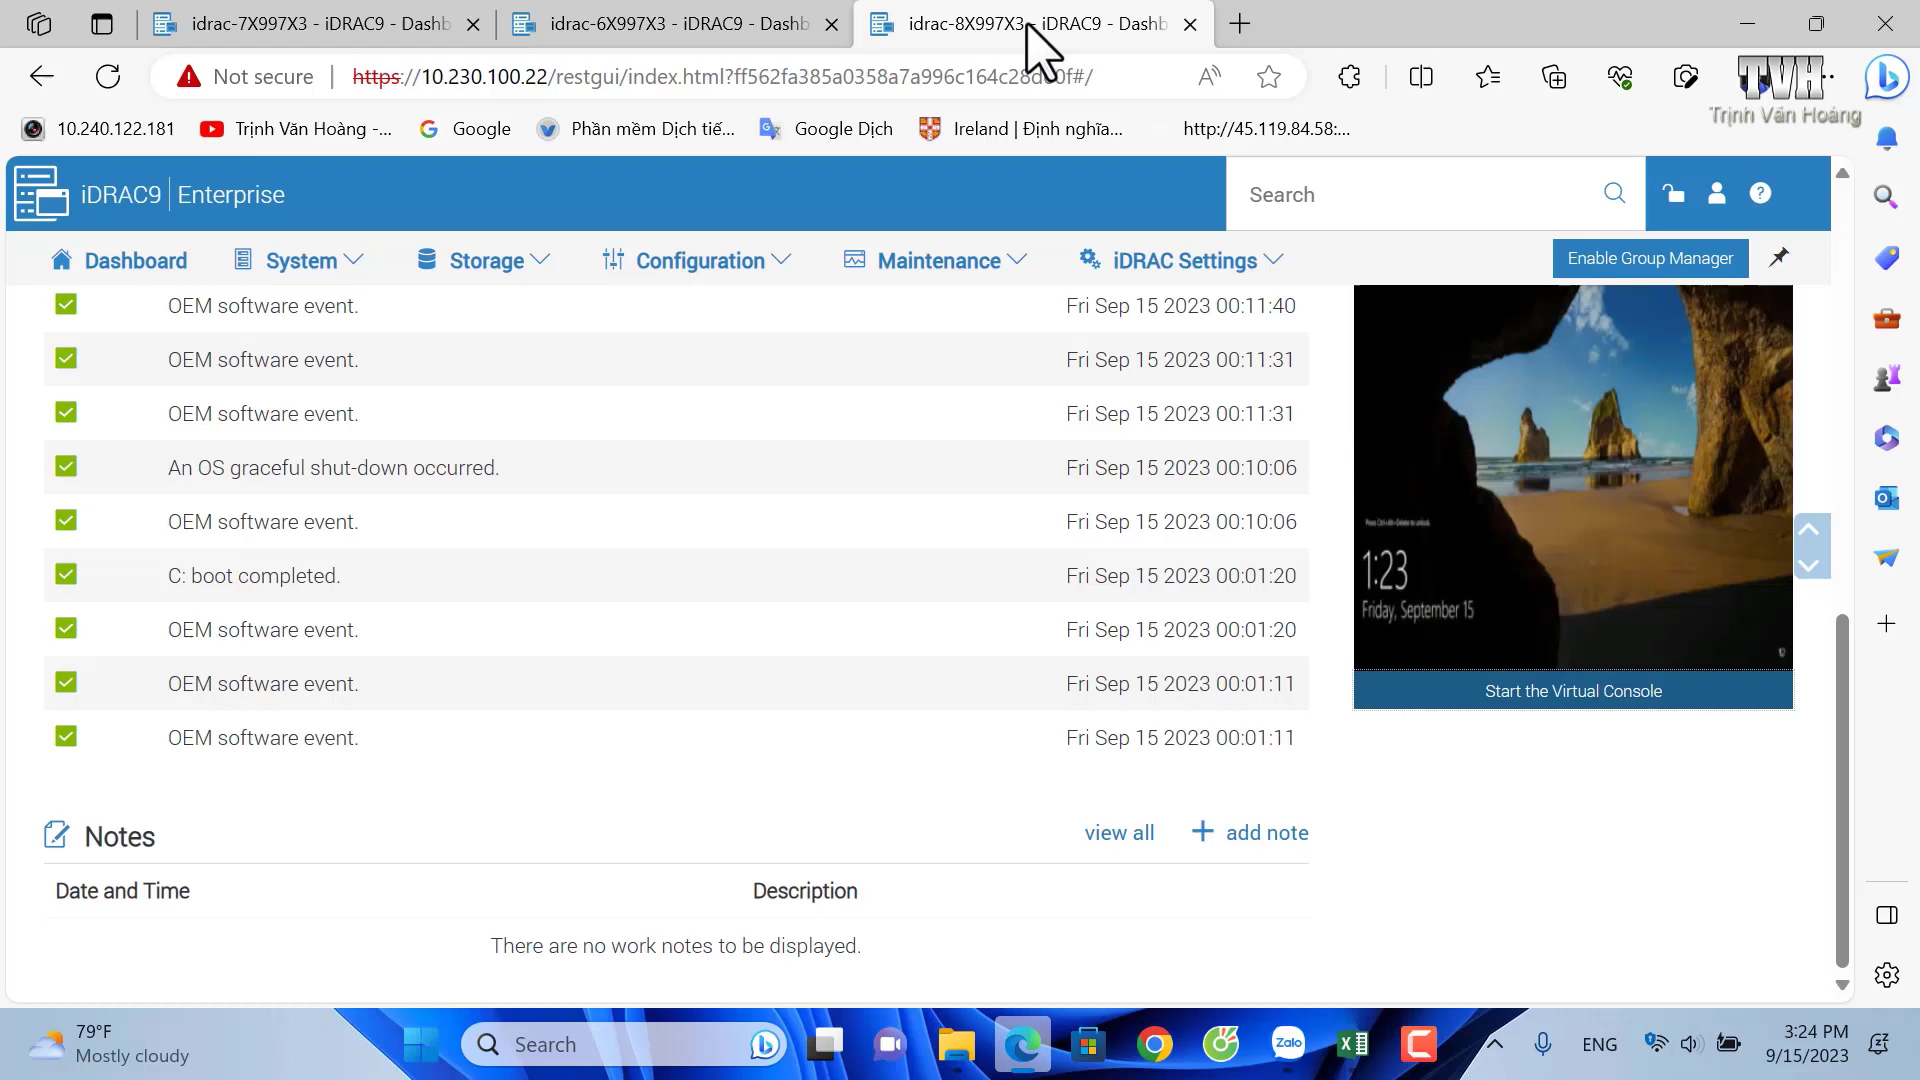 idrac-7X997X3 - iDRAC9 - Dashb
idrac-6X997X3 - iDRAC9 - Dashb
idrac-8X997X3 - iDRAC9 - Dashb
Not secure
https://10.230.100.22/restgui/index.html?ff562fa385a0358a7a996c164c28d 0f#/
TVH
Trịnh Văn Hoàng
10.240.122.181
Trịnh Văn Hoàng -...
Google
Phần mềm Dịch tiế...
Google Dịch
Ireland | Định nghĩa...
http://45.119.84.58:...
iDRAC9 | Enterprise
Search
Dashboard
System
Storage
Configuration
Maintenance
iDRAC Settings
Enable Group Manager
OEM software event. Fri Sep 15 2023 00:11:40
OEM software event. Fri Sep 15 2023 00:11:31
OEM software event. Fri Sep 15 2023 00:11:31
An OS graceful shut-down occurred. Fri Sep 15 2023 00:10:06
OEM software event. Fri Sep 15 2023 00:10:06
C: boot completed. Fri Sep 15 2023 00:01:20
OEM software event. Fri Sep 15 2023 00:01:20
OEM software event. Fri Sep 15 2023 00:01:11
OEM software event. Fri Sep 15 2023 00:01:11
Press Ctrl+Alt+Delete to unlock.
1:23
Friday, September 15
Start the Virtual Console
Notes
view all
+ add note
Date and Time
Description
There are no work notes to be displayed.
79°F
Mostly cloudy
Search
Zalo
ENG
3:24 PM
9/15/2023